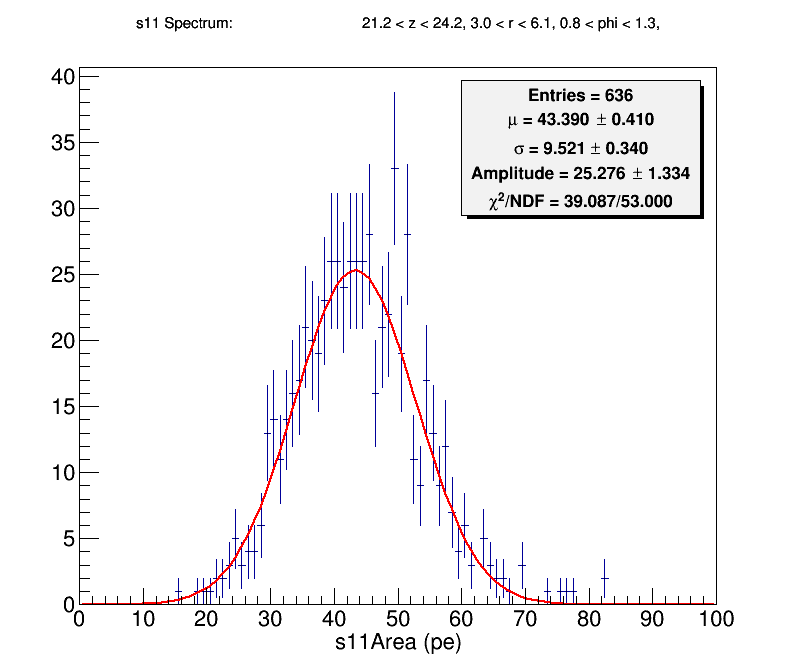 s11 Spectrum: 21.2 < z < 24.2, 3.0 < r < 6.1, 0.8 < phi < 1.3,
Entries = 636
μ = 43.390 ± 0.410
σ = 9.521 ± 0.340
Amplitude = 25.276 ± 1.334
χ²/NDF = 39.087/53.000
40
35
30
25
20
15
10
5
0
0 10 20 30 40 50 60 70 80 90 100
s11Area (pe)